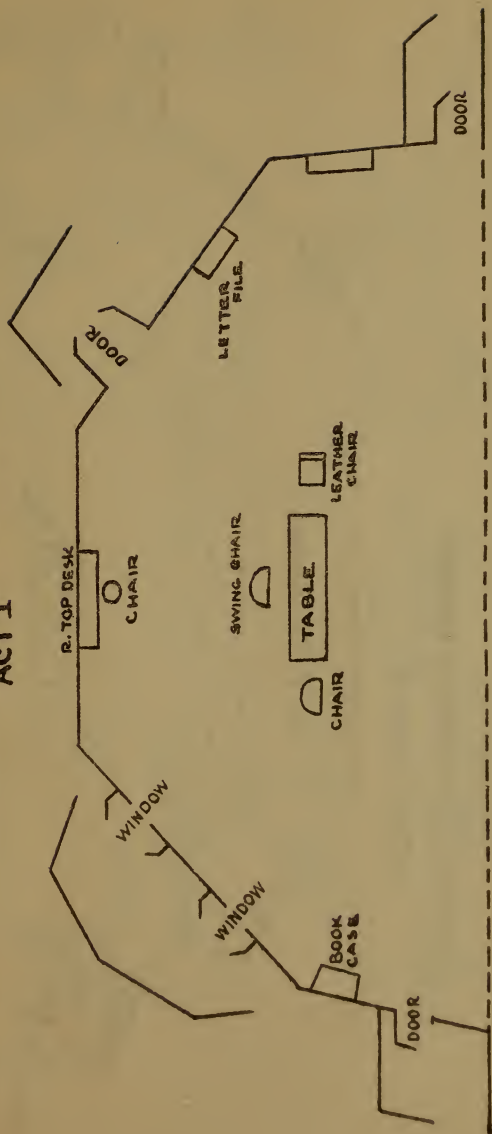 ACT 1
R. TOP DESK
CHAIR
DOOR
WINDOW
WINDOW
SWING CHAIR
LETTER
FILE
TABLE
CHAIR
LEATHER
CHAIR
BOOK
CASE
DOOR
DOOR